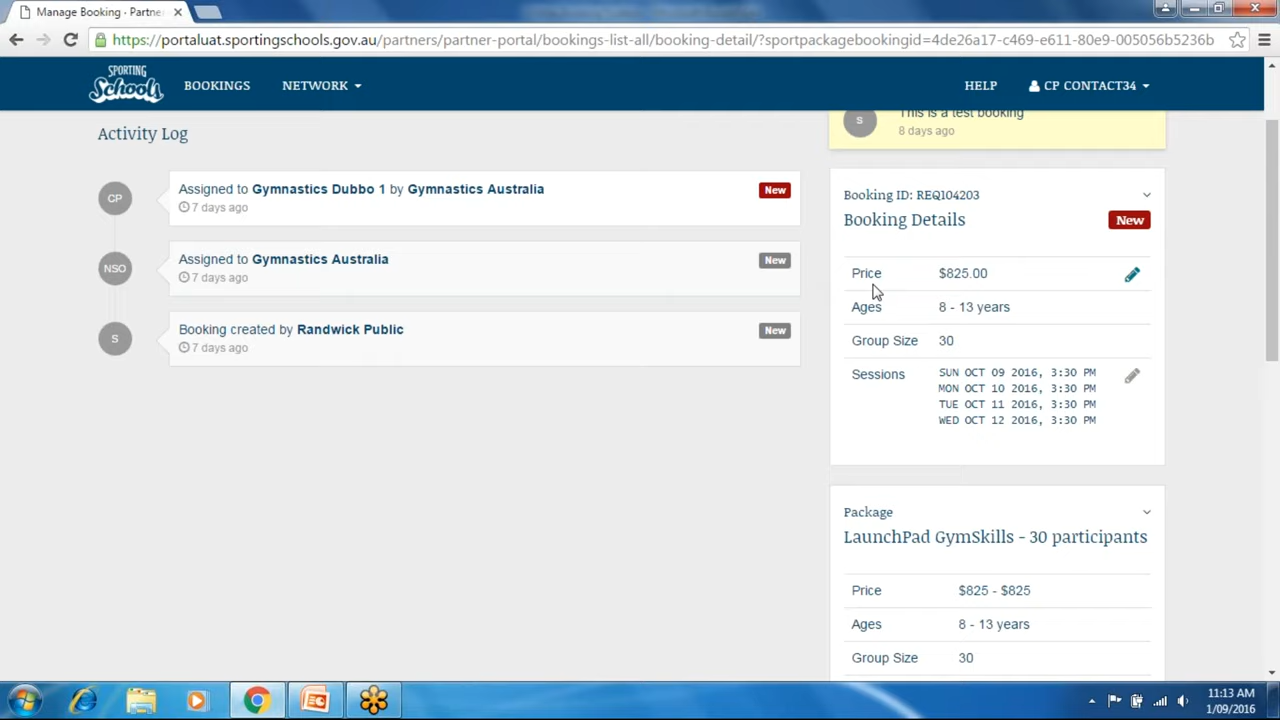 Manage Booking · Partne
https://portaluat.sportingschools.gov.au/partners/partner-portal/bookings-list-all/booking-detail/?sportpackagebookingid=4de26a17-c469-e611-80e9-005056b5236b
SPORTING Schools
BOOKINGS
NETWORK
HELP
CP CONTACT34
Activity Log
S
This is a test booking
8 days ago
CP
Assigned to Gymnastics Dubbo 1 by Gymnastics Australia
New
7 days ago
NSO
Assigned to Gymnastics Australia
New
7 days ago
S
Booking created by Randwick Public
New
7 days ago
Booking ID: REQ104203
Booking Details
New
Price $825.00
Ages 8 - 13 years
Group Size 30
Sessions SUN OCT 09 2016, 3:30 PM
MON OCT 10 2016, 3:30 PM
TUE OCT 11 2016, 3:30 PM
WED OCT 12 2016, 3:30 PM
Package
LaunchPad GymSkills - 30 participants
Price $825 - $825
Ages 8 - 13 years
Group Size 30
11:13 AM
1/09/2016